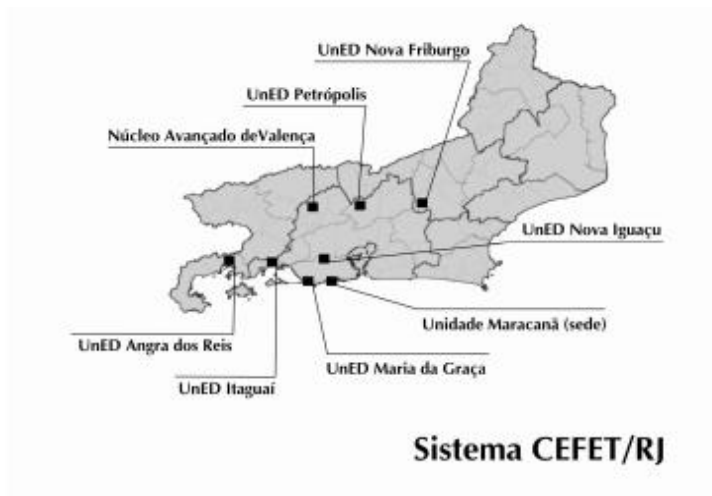 UnED Nova Friburgo
UnED Petrópolis
Núcleo Avançado deValença
UnED Nova Iguaçu
Unidade Maracanã (sede)
UnED Angra dos Reis
UnED Maria da Graça
UnED Itaguaí
Sistema CEFET/RJ